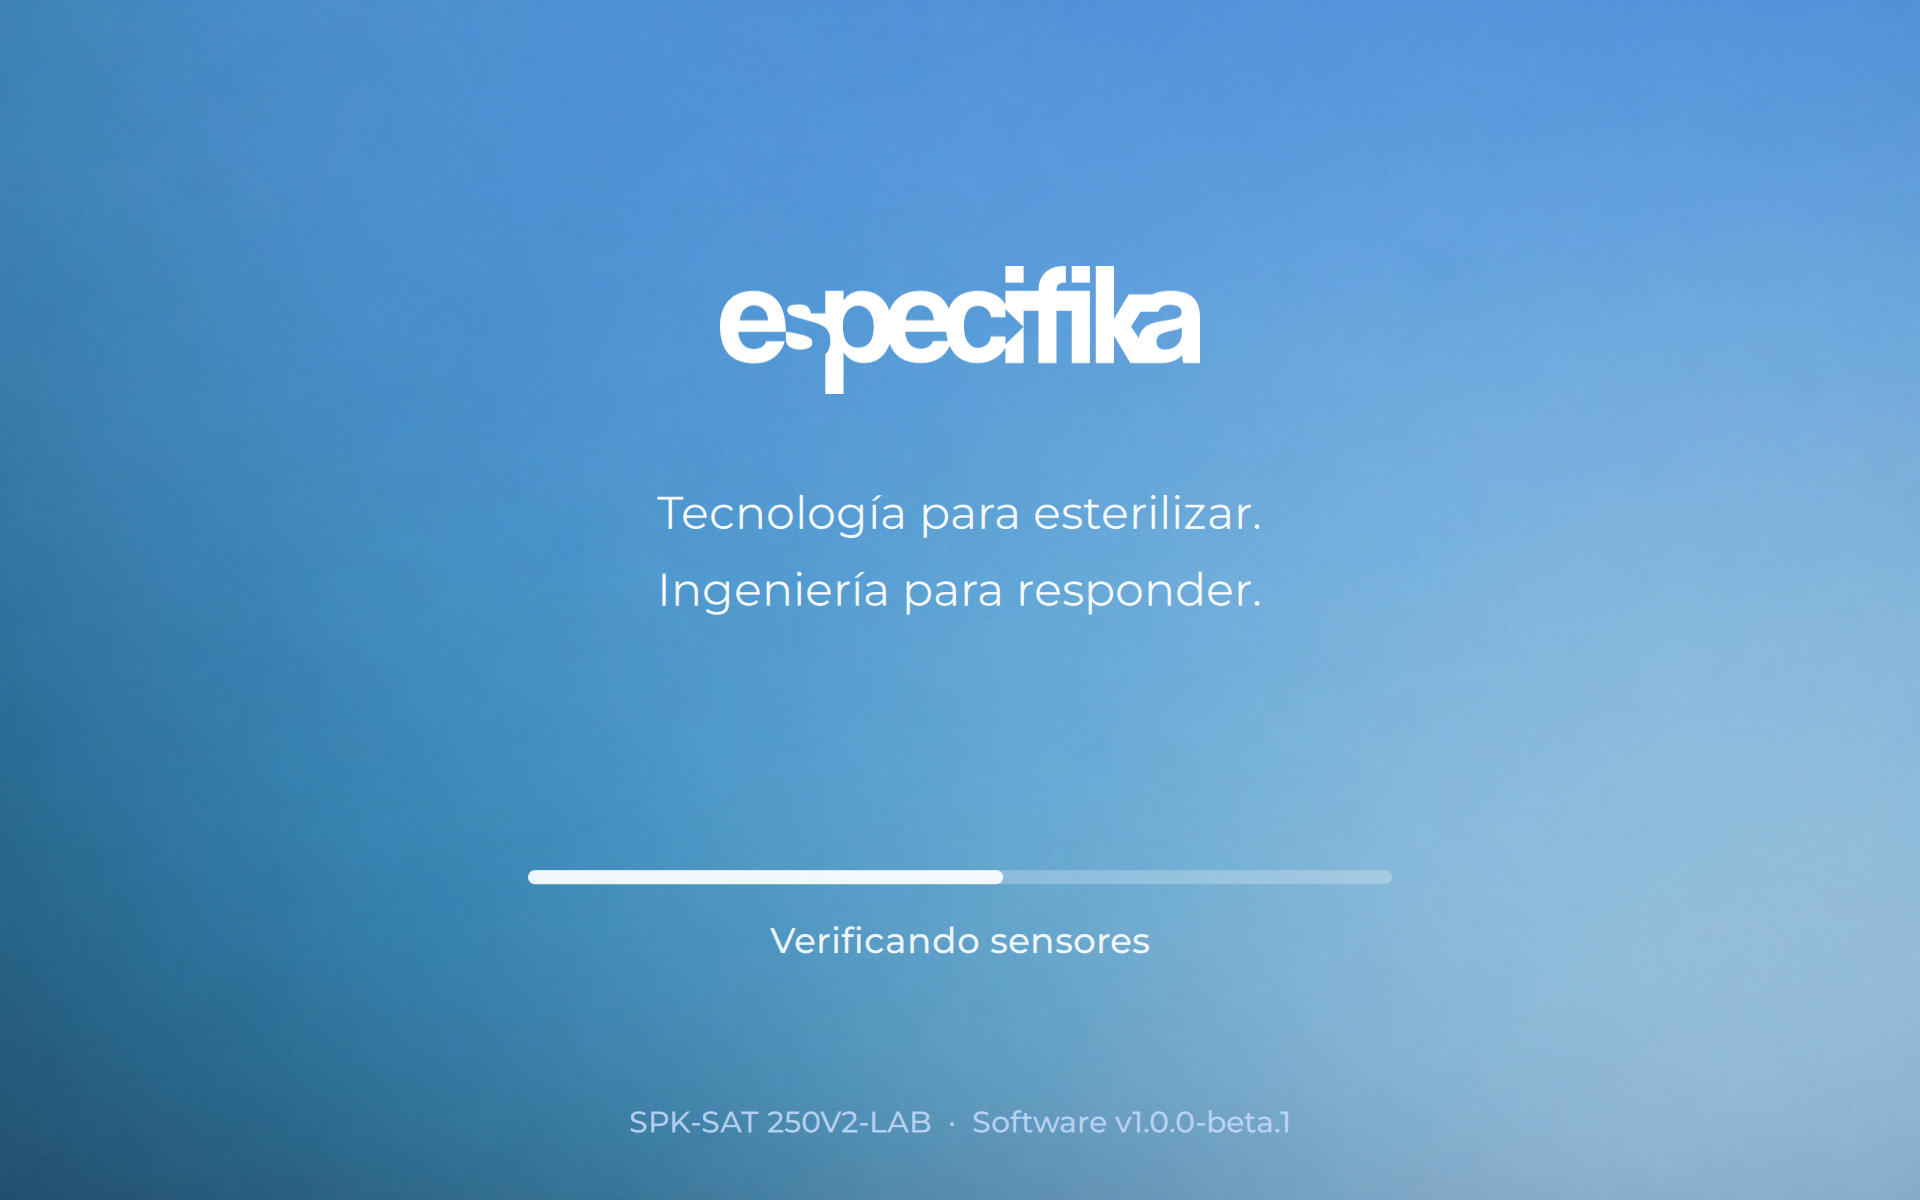 especifika
Tecnología para esterilizar.
Ingeniería para responder.
Verificando sensores
SPK-SAT 250V2-LAB · Software v1.0.0-beta.1